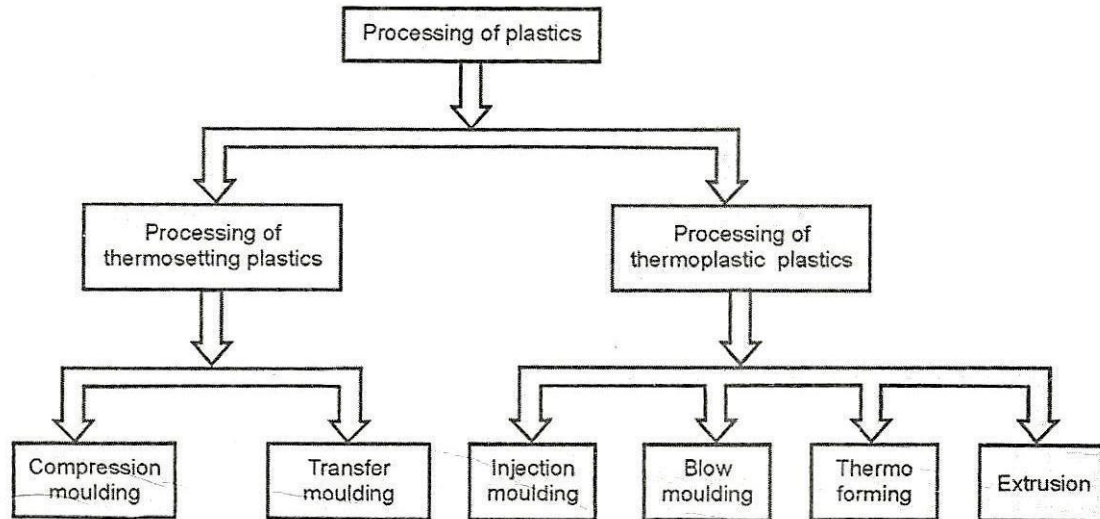 Processing of plastics
Processing of
thermosetting plastics
Processing of
thermoplastic plastics
Compression
moulding
Transfer
moulding
Injection
moulding
Blow
moulding
Thermo
forming
Extrusion